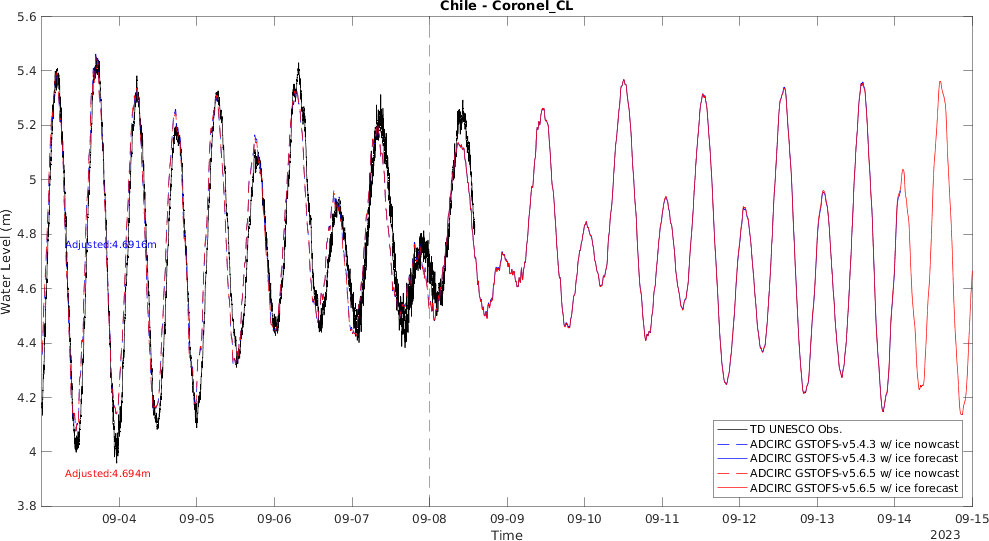 Chile - Coronel_CL
5.6
5.4
5.2
5
4.8
4.6
4.4
4.2
4
3.8
Water Level (m)
Adjusted:4.6916m
Adjusted:4.694m
TD UNESCO Obs.
ADCIRC GSTOFS-v5.4.3 w/ ice nowcast
ADCIRC GSTOFS-v5.4.3 w/ ice forecast
ADCIRC GSTOFS-v5.6.5 w/ ice nowcast
ADCIRC GSTOFS-v5.6.5 w/ ice forecast
09-04 09-05 09-06 09-07 09-08 09-09 09-10 09-11 09-12 09-13 09-14 09-15
Time
2023